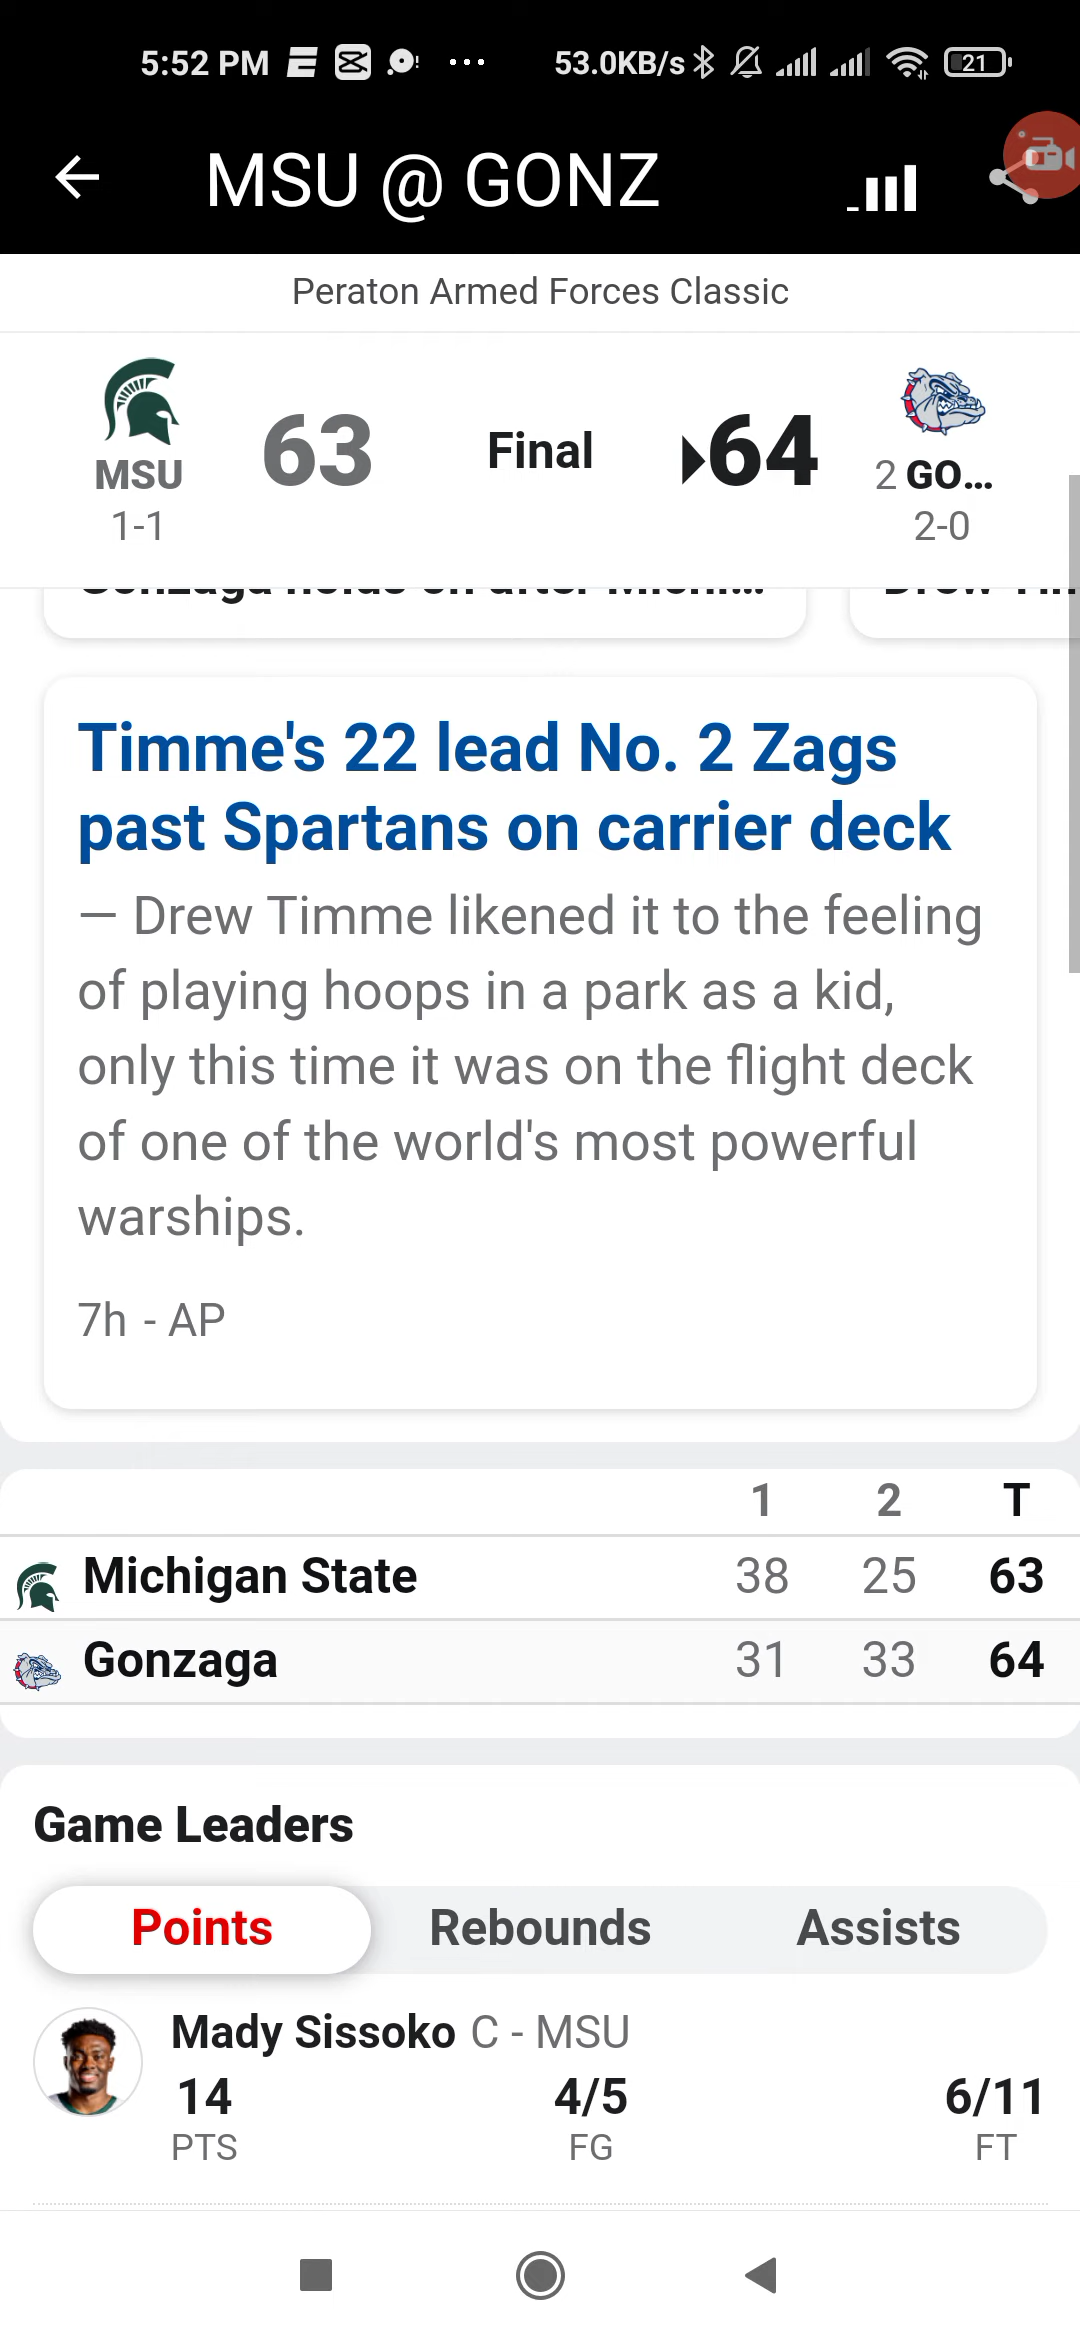 5:52 PM 53.0KB/s 21
MSU @ GONZ
Peraton Armed Forces Classic
MSU 63 Final 64 2 GO...
1-1 2-0
Timme's 22 lead No. 2 Zags
past Spartans on carrier deck
— Drew Timme likened it to the feeling
of playing hoops in a park as a kid,
only this time it was on the flight deck
of one of the world's most powerful
warships.
7h - AP
1 2 T
Michigan State 38 25 63
Gonzaga 31 33 64
Game Leaders
Points Rebounds Assists
Mady Sissoko C - MSU
14 4/5 6/11
PTS FG FT